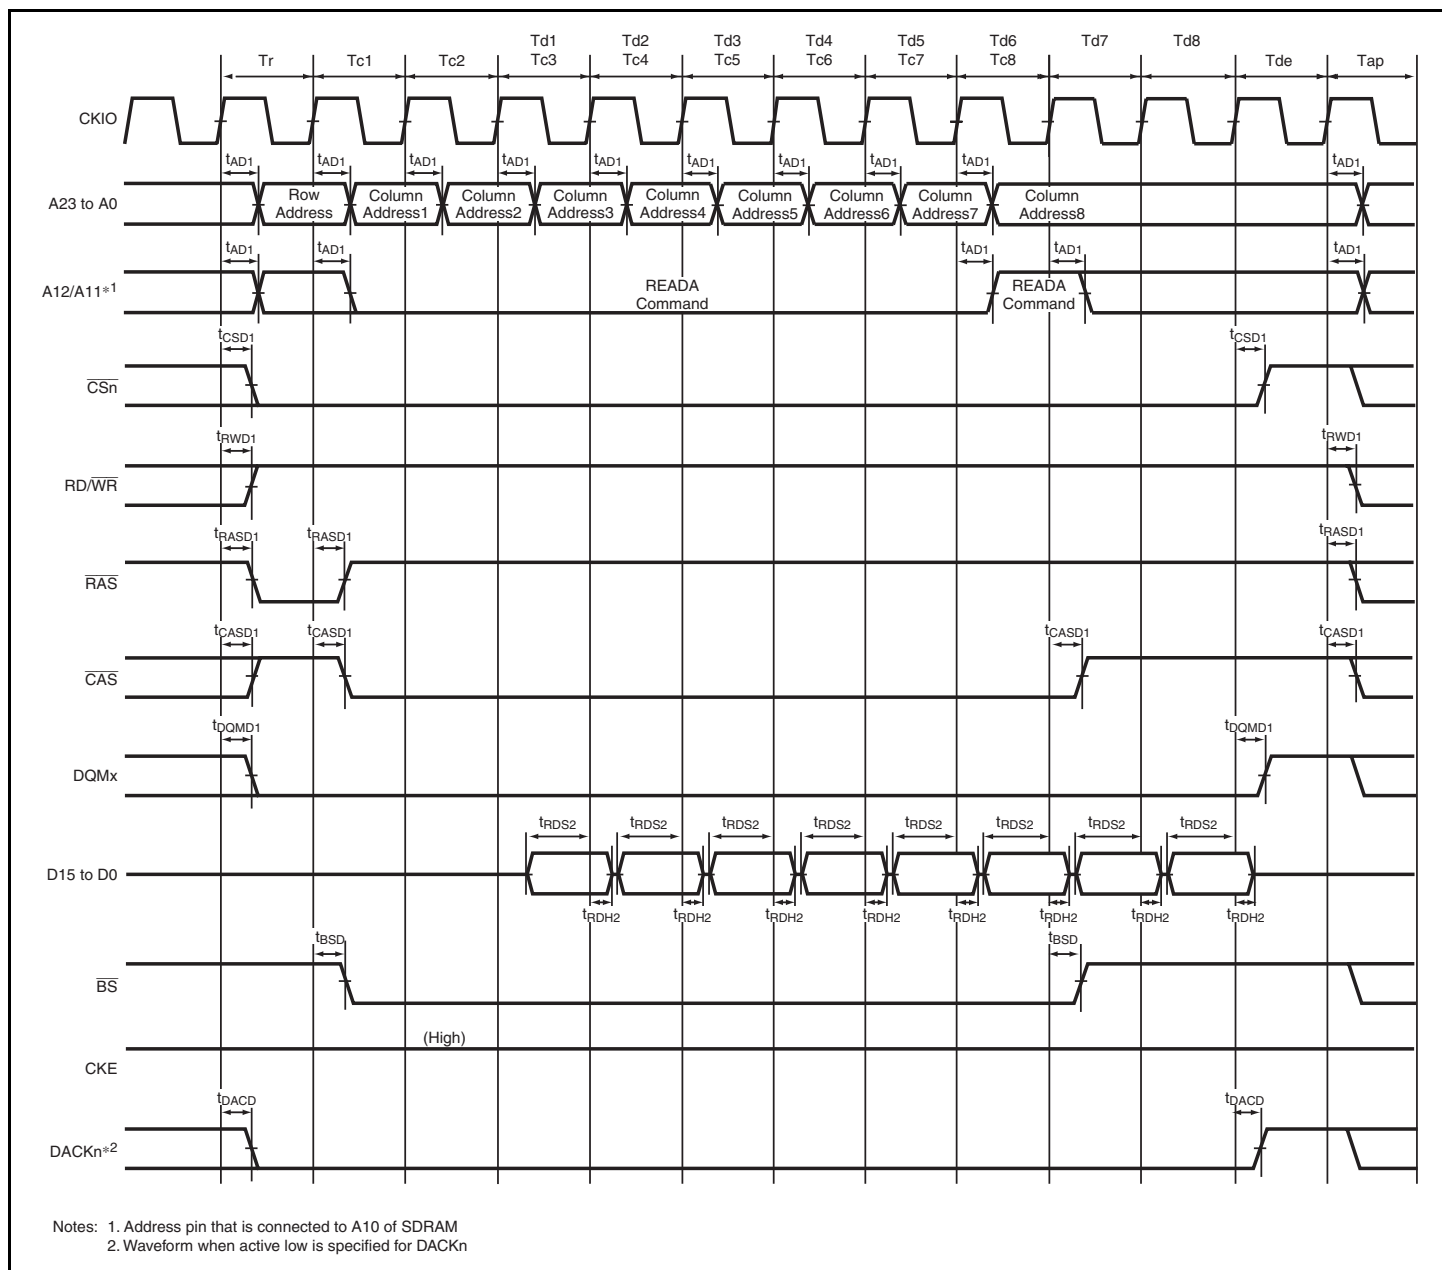 Td1 Td2 Td3 Td4 Td5 Td6 Td7 Td8
Tr Tc1 Tc2 Tc3 Tc4 Tc5 Tc6 Tc7 Tc8 Tde Tap
CKIO
tAD1 tAD1 tAD1 tAD1 tAD1 tAD1 tAD1 tAD1 tAD1 tAD1
A23 to A0
Row Address
Column Address1
Column Address2
Column Address3
Column Address4
Column Address5
Column Address6
Column Address7
Column Address8
tAD1 tAD1 tAD1 tAD1 tAD1
A12/A11*1
READA Command
READA Command
tCSD1 tCSD1
CSn
tRWD1 tRWD1
RD/WR
tRASD1 tRASD1 tRASD1
RAS
tCASD1 tCASD1 tCASD1 tCASD1
CAS
tDQMD1 tDQMD1
DQMx
tRDS2 tRDS2 tRDS2 tRDS2 tRDS2 tRDS2 tRDS2 tRDS2
D15 to D0
tRDH2 tRDH2 tRDH2 tRDH2 tRDH2 tRDH2 tRDH2 tRDH2
tBSD tBSD
BS
(High)
CKE
tDACD tDACD
DACKn*2
Notes: 1. Address pin that is connected to A10 of SDRAM
2. Waveform when active low is specified for DACKn